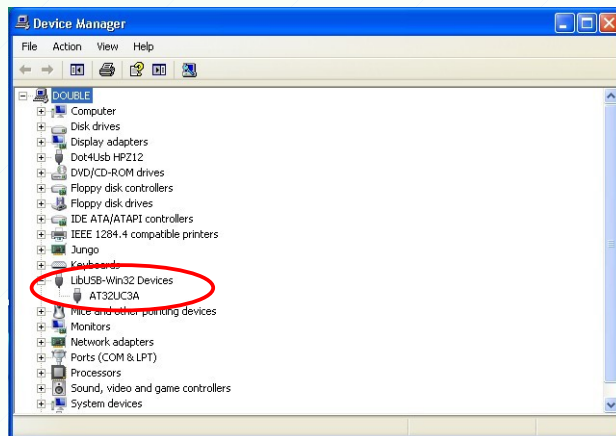 Device Manager
File Action View Help
DOUBLE
Computer
Disk drives
Display adapters
Dot4Usb HPZ12
DVD/CD-ROM drives
Floppy disk controllers
Floppy disk drives
IDE ATA/ATAPI controllers
IEEE 1284.4 compatible printers
Jungo
Keyboards
LibUSB-Win32 Devices
AT32UC3A
Mice and other pointing devices
Monitors
Network adapters
Ports (COM & LPT)
Processors
Sound, video and game controllers
System devices